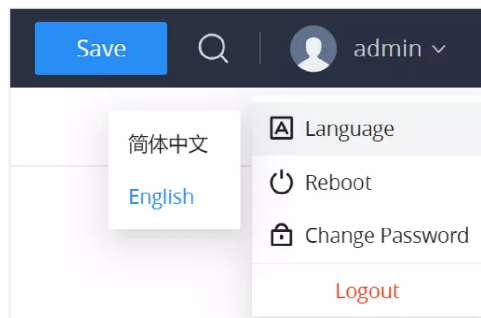 Save
admin
简体中文
English
Language
Reboot
Change Password
Logout